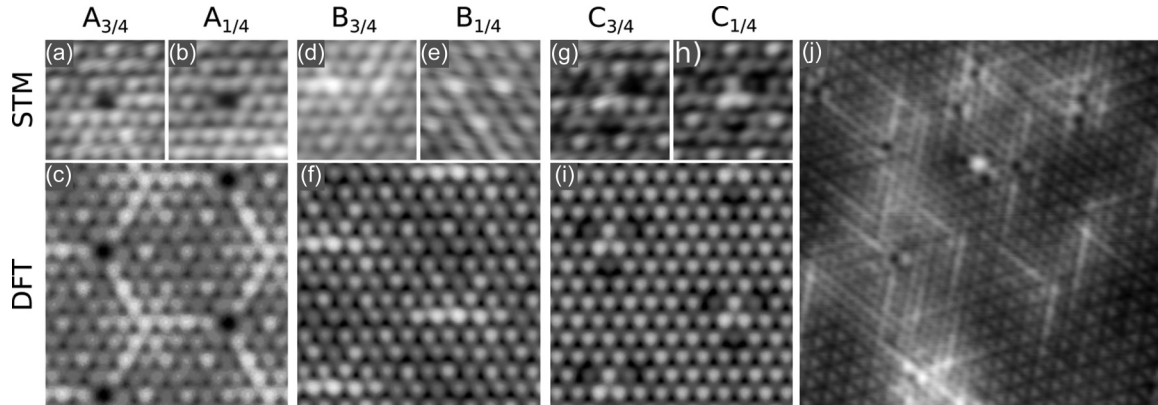 A3/4 A1/4 B3/4 B1/4 C3/4 C1/4
STM
(a) (b) (d) (e) (g) h) (j)
DFT
(c) (f) (i)